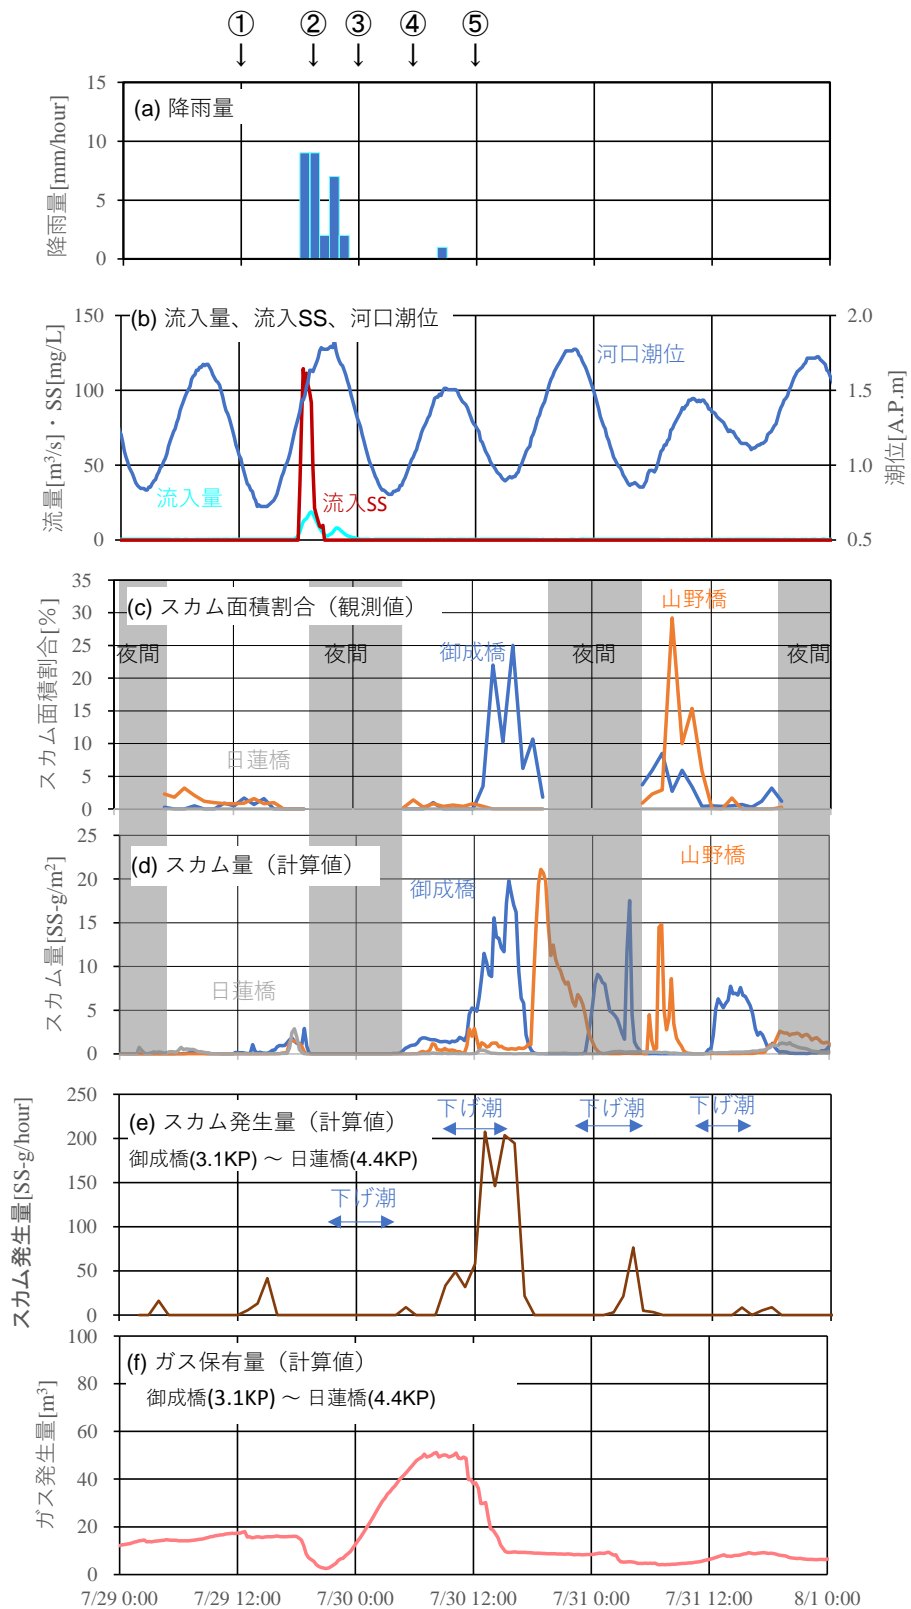 ① ② ③ ④ ⑤
↓ ↓ ↓ ↓ ↓
(a) 降雨量
降雨量[mm/hour]
15
10
5
0
(b) 流入量、流入SS、河口潮位
流量[m³/s]・SS[mg/L]
150
100
50
0
河口潮位
流入量
流入SS
2.0
1.5
1.0
0.5
潮位[A.P.m]
(c) スカム面積割合（観測値）
スカム面積割合[%]
35
30
25
20
15
10
5
0
山野橋
御成橋
日蓮橋
夜間 夜間 夜間 夜間
(d) スカム量（計算値）
スカム量[SS-g/m²]
25
20
15
10
5
0
山野橋
御成橋
日蓮橋
(e) スカム発生量（計算値）
御成橋(3.1KP) ～ 日蓮橋(4.4KP)
スカム発生量[SS-g/hour]
250
200
150
100
50
0
下げ潮 下げ潮 下げ潮
下げ潮
(f) ガス保有量（計算値）
御成橋(3.1KP) ～ 日蓮橋(4.4KP)
ガス発生量[m³]
100
80
60
40
20
0
7/29 0:00 7/29 12:00 7/30 0:00 7/30 12:00 7/31 0:00 7/31 12:00 8/1 0:00